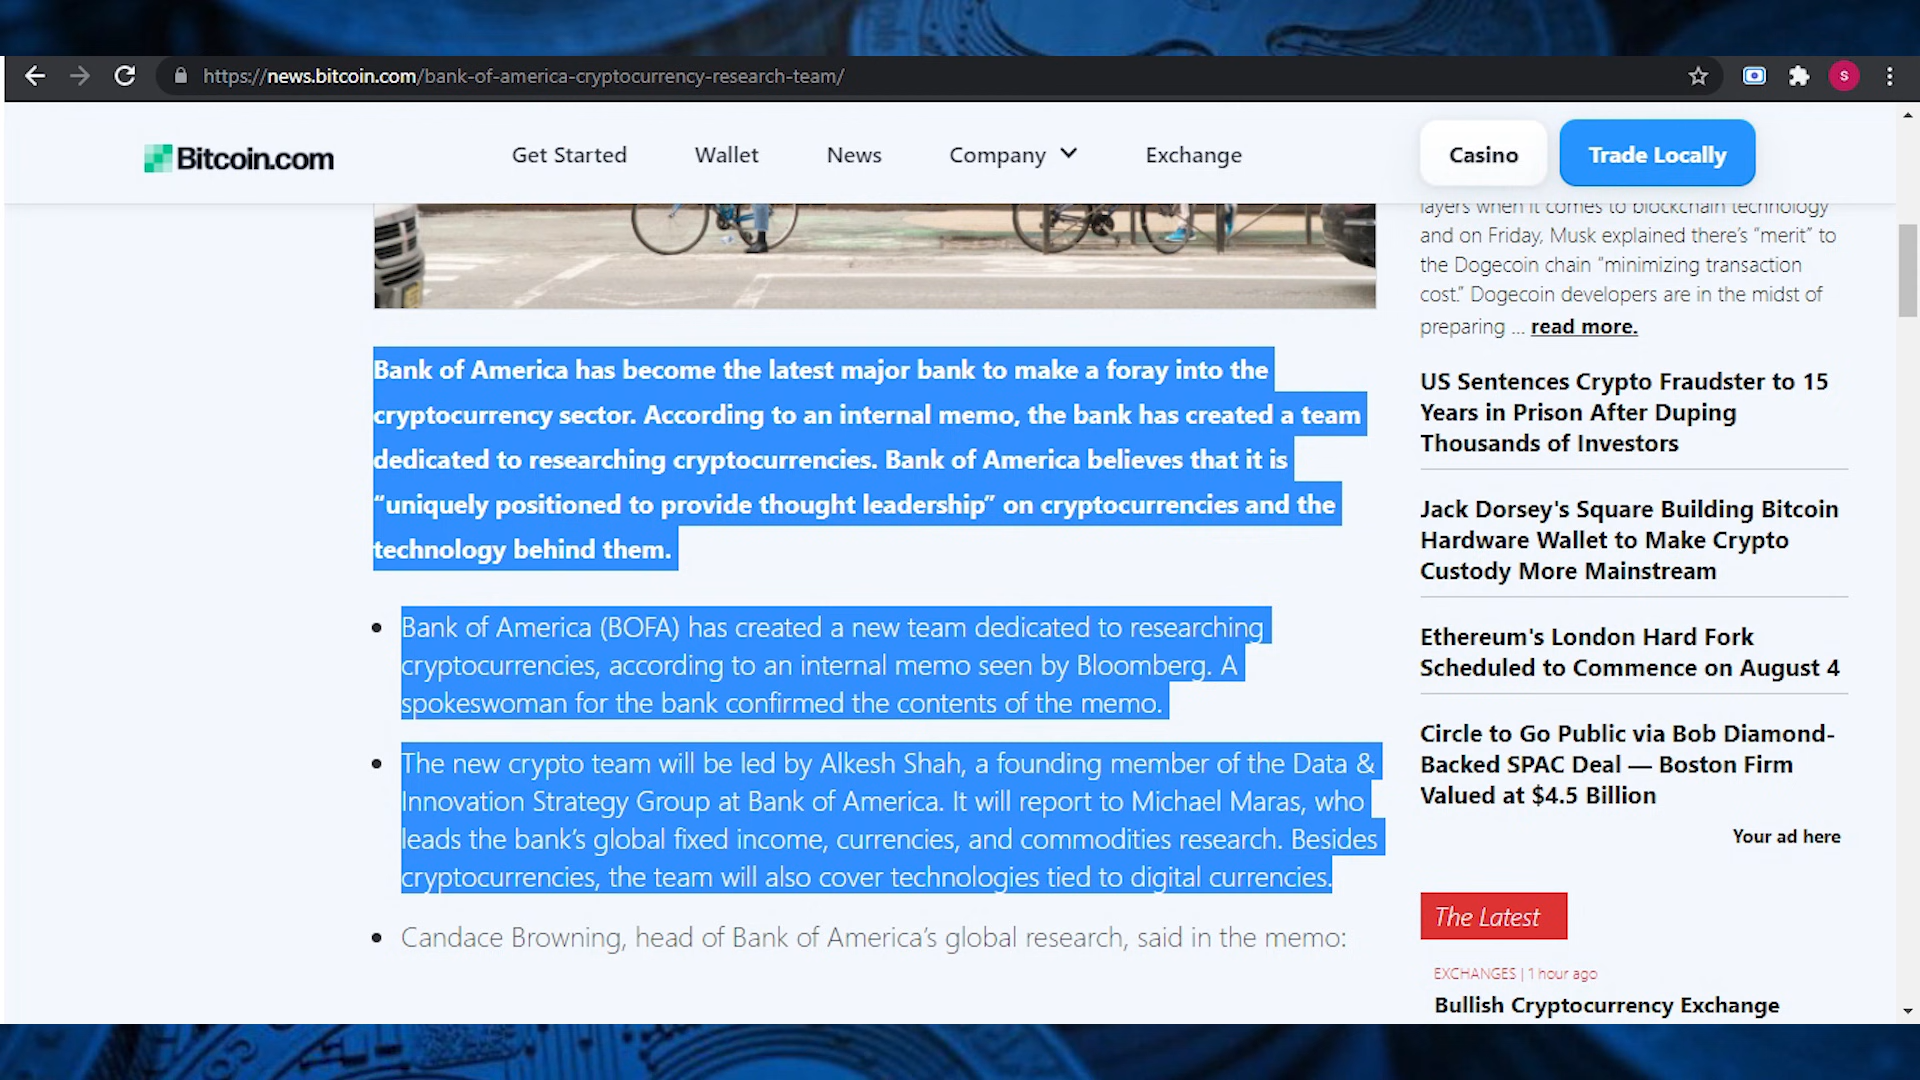 https://news.bitcoin.com/bank-of-america-cryptocurrency-research-team/
S
Bitcoin.com
Get Started
Wallet
News
Company
Exchange
Casino
Trade Locally
layers when it comes to blockchain technology
and on Friday, Musk explained there’s “merit” to
the Dogecoin chain “minimizing transaction
cost.” Dogecoin developers are in the midst of
preparing ... read more.
Bank of America has become the latest major bank to make a foray into the
cryptocurrency sector. According to an internal memo, the bank has created a team
dedicated to researching cryptocurrencies. Bank of America believes that it is
“uniquely positioned to provide thought leadership” on cryptocurrencies and the
technology behind them.
• Bank of America (BOFA) has created a new team dedicated to researching
cryptocurrencies, according to an internal memo seen by Bloomberg. A
spokeswoman for the bank confirmed the contents of the memo.
• The new crypto team will be led by Alkesh Shah, a founding member of the Data &
Innovation Strategy Group at Bank of America. It will report to Michael Maras, who
leads the bank’s global fixed income, currencies, and commodities research. Besides
cryptocurrencies, the team will also cover technologies tied to digital currencies.
• Candace Browning, head of Bank of America’s global research, said in the memo:
US Sentences Crypto Fraudster to 15
Years in Prison After Duping
Thousands of Investors
Jack Dorsey's Square Building Bitcoin
Hardware Wallet to Make Crypto
Custody More Mainstream
Ethereum's London Hard Fork
Scheduled to Commence on August 4
Circle to Go Public via Bob Diamond-
Backed SPAC Deal — Boston Firm
Valued at $4.5 Billion
Your ad here
The Latest
EXCHANGES | 1 hour ago
Bullish Cryptocurrency Exchange